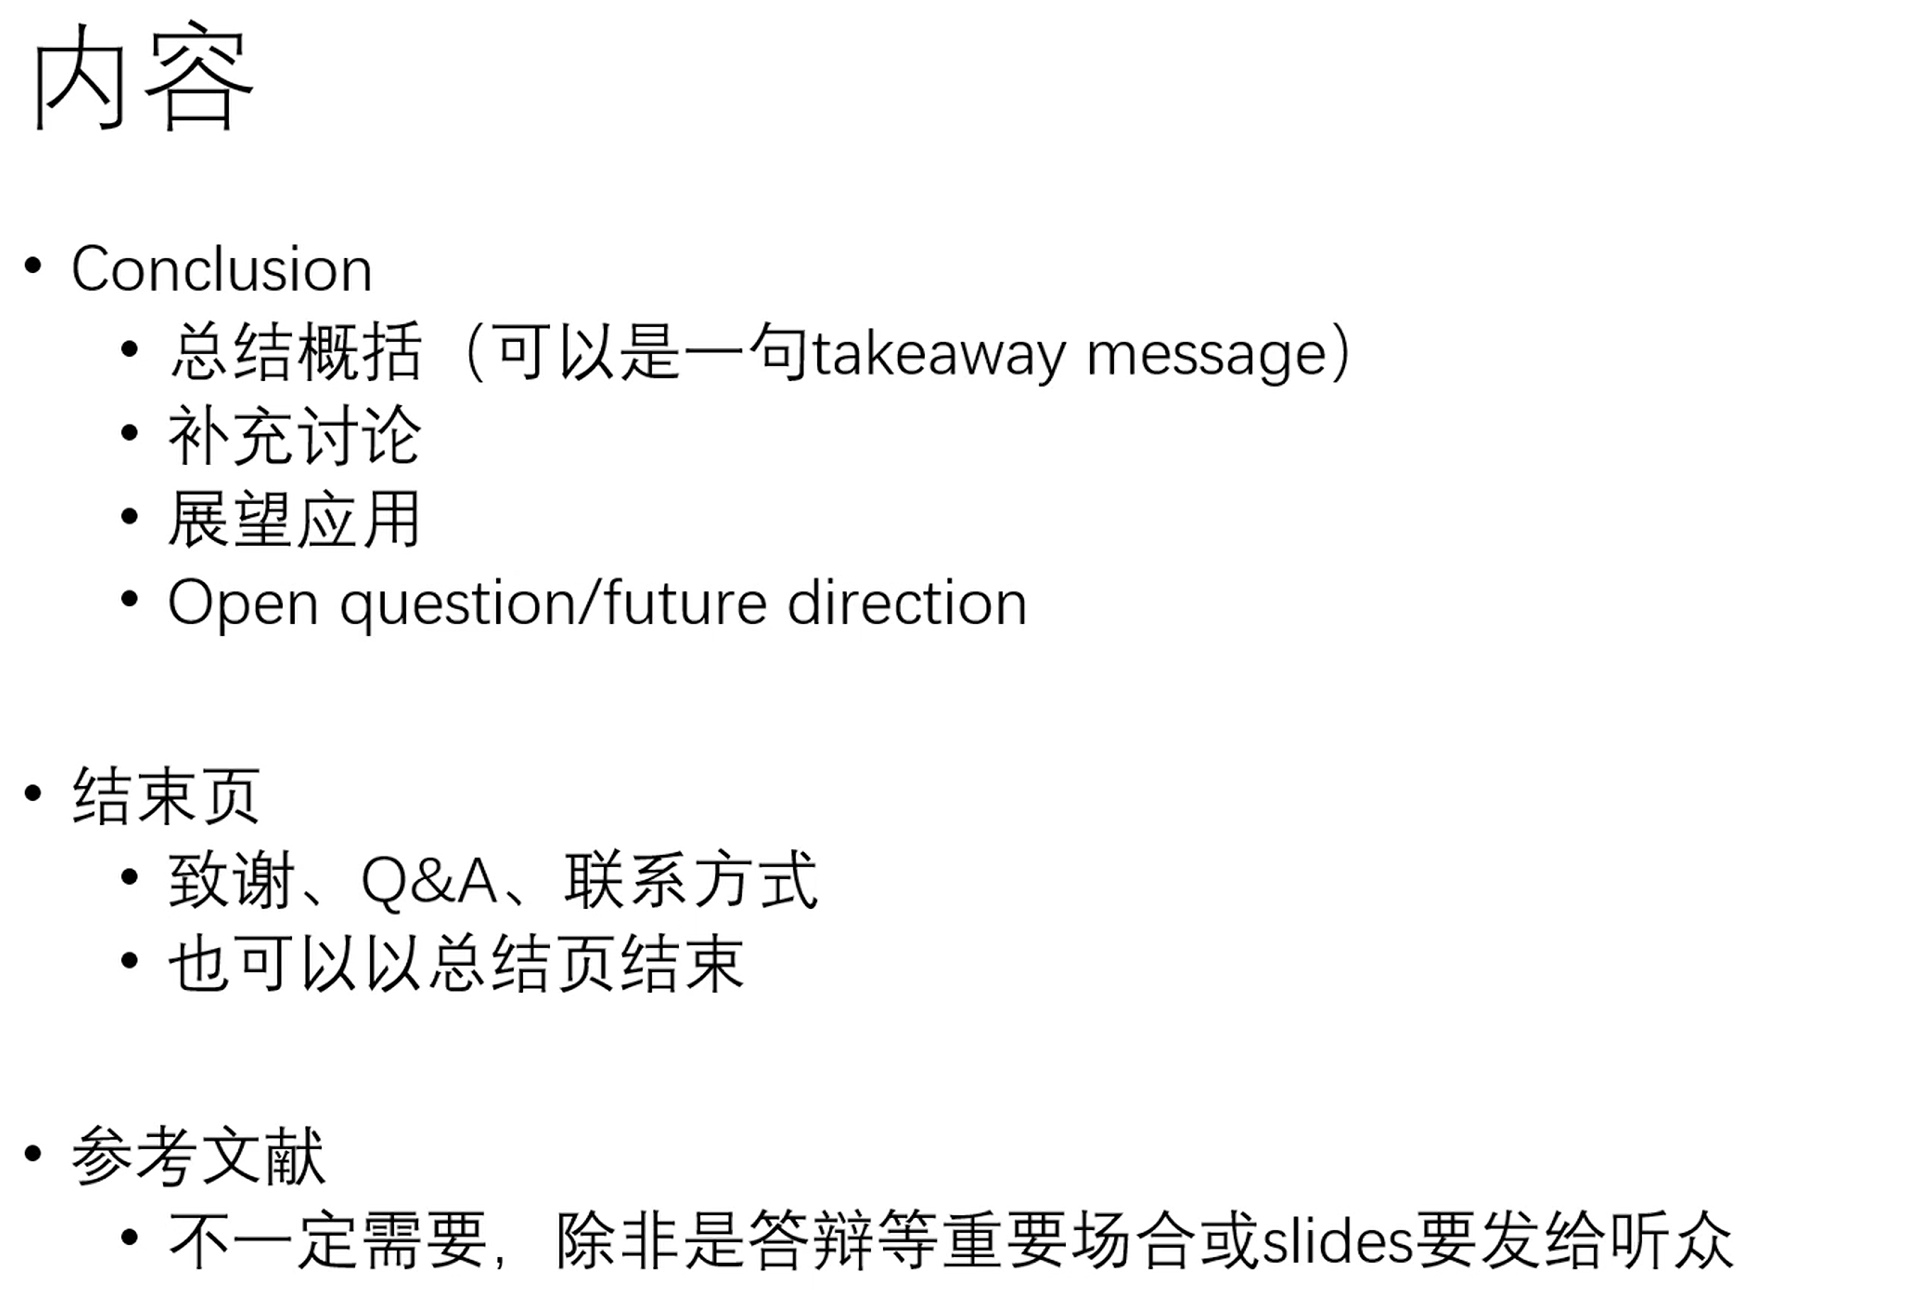 内容
• Conclusion
• 总结概括（可以是一句takeaway message）
• 补充讨论
• 展望应用
• Open question/future direction
• 结束页
• 致谢、Q&A、联系方式
• 也可以以总结页结束
• 参考文献
• 不一定需要，除非是答辩等重要场合或slides要发给听众